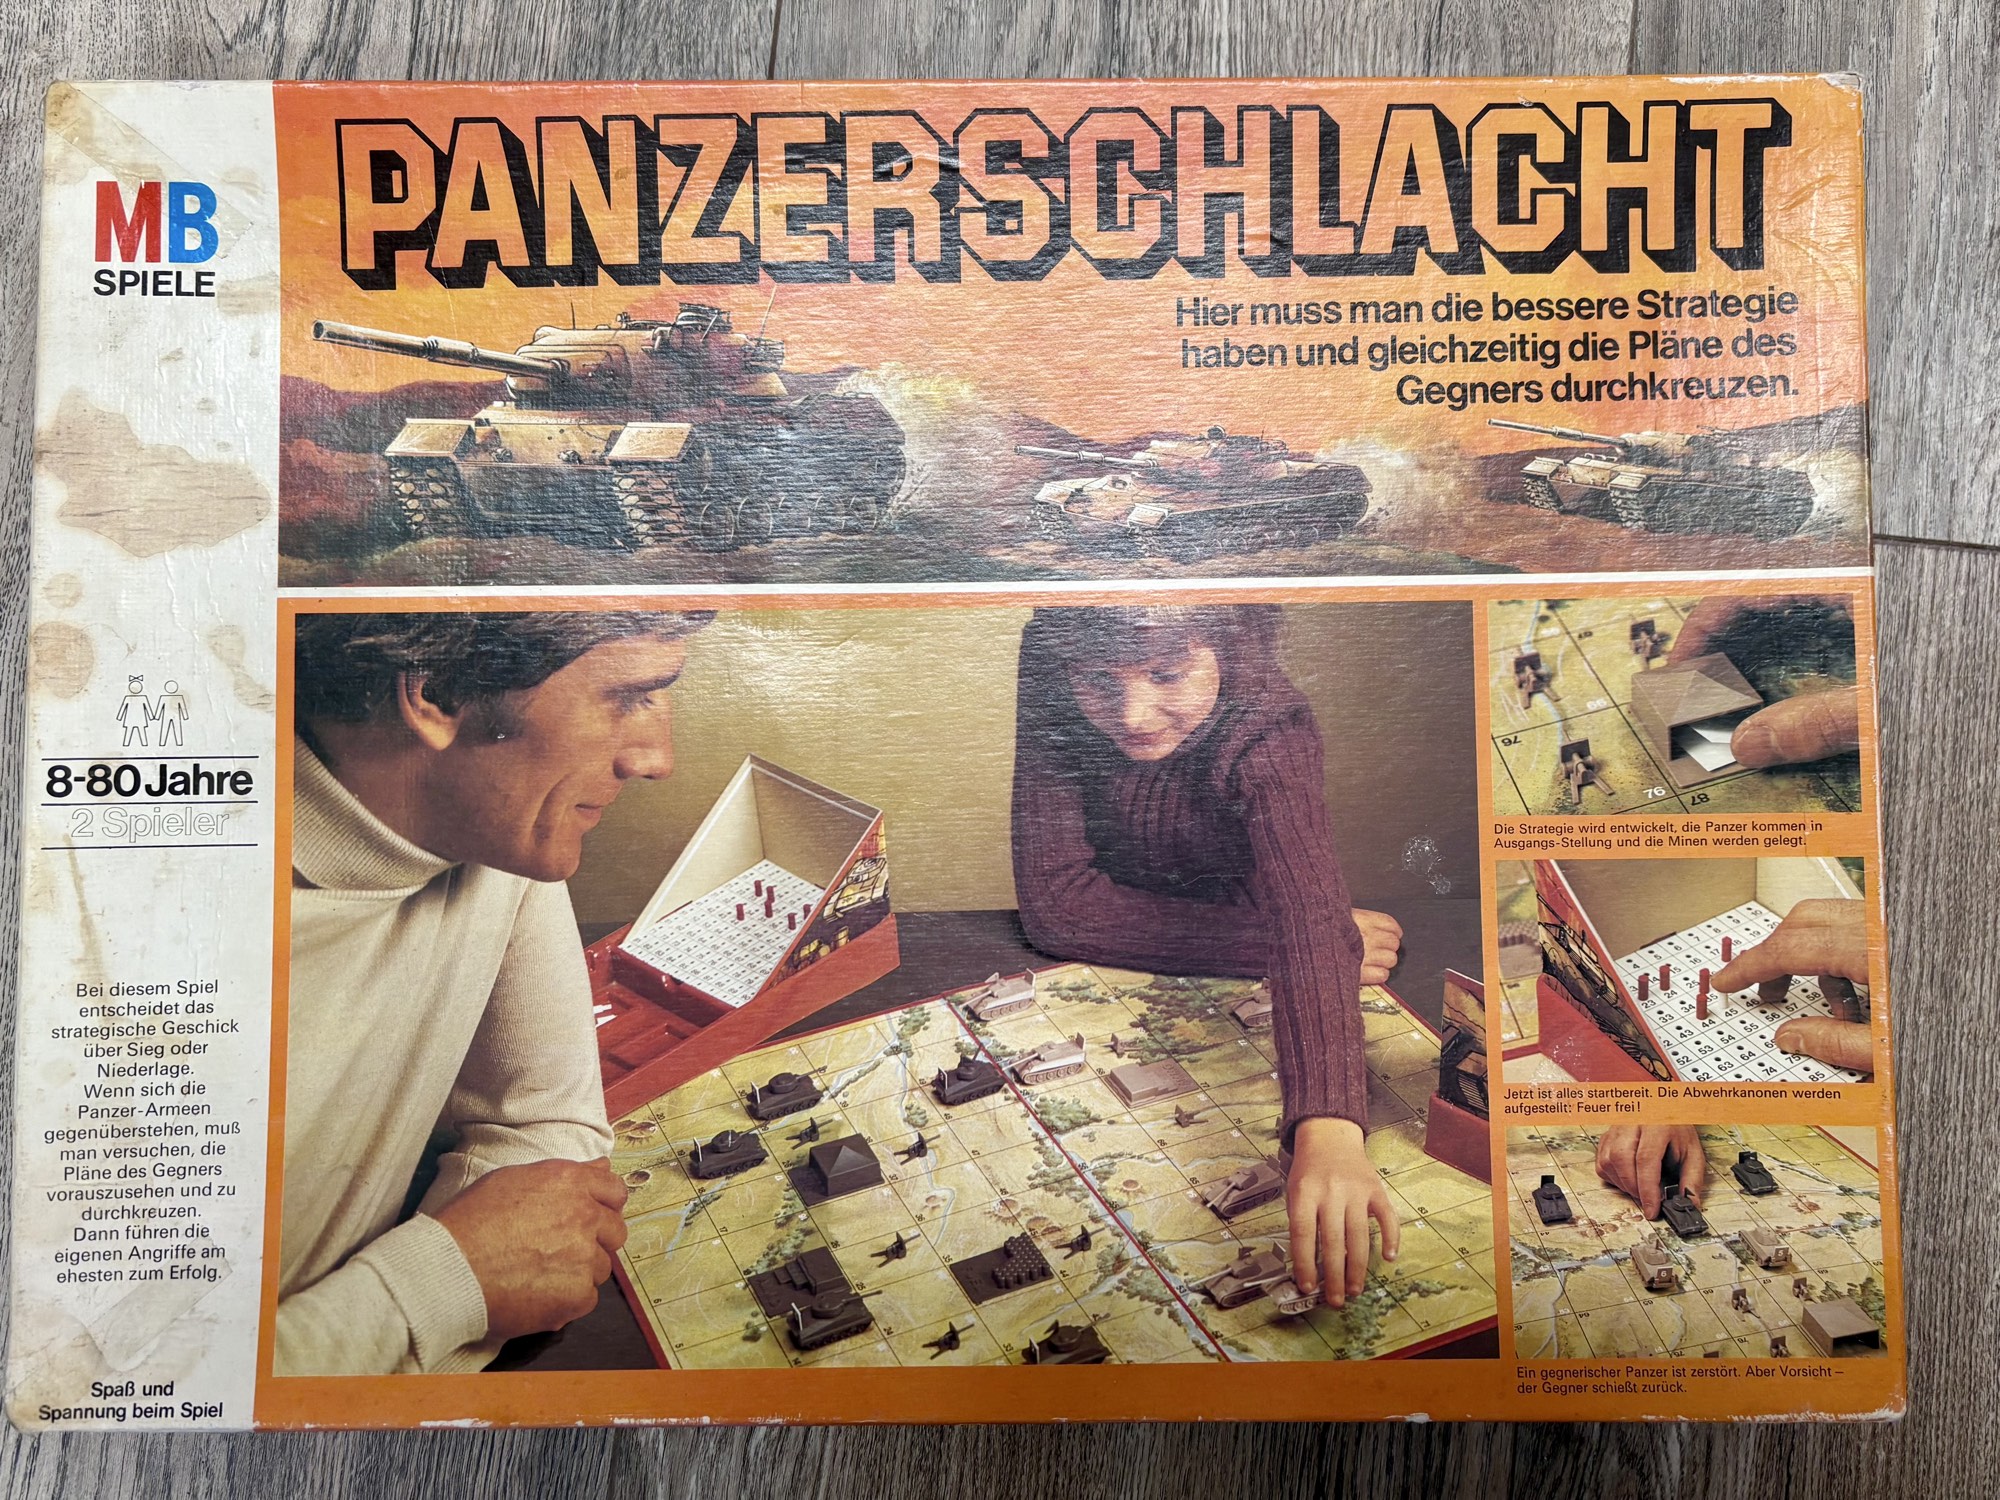 PANZERSCHLACHT
MB
SPIELE
Hier muss man die bessere Strategie
haben und gleichzeitig die Pläne des
Gegners durchkreuzen.
8-80 Jahre
2 Spieler
Bei diesem Spiel
entscheidet das
strategische Geschick
über Sieg oder
Niederlage.
Wenn sich die
Panzer-Armeen
gegenüberstehen, muß
man versuchen, die
Pläne des Gegners
vorauszusehen und zu
durchkreuzen.
Dann führen die
eigenen Angriffe am
ehesten zum Erfolg.
Spaß und
Spannung beim Spiel
Die Strategie wird entwickelt, die Panzer kommen in
Ausgangs-Stellung und die Minen werden gelegt.
Jetzt ist alles startbereit. Die Abwehrkanonen werden
aufgestellt: Feuer frei!
Ein gegnerischer Panzer ist zerstört. Aber Vorsicht –
der Gegner schießt zurück.